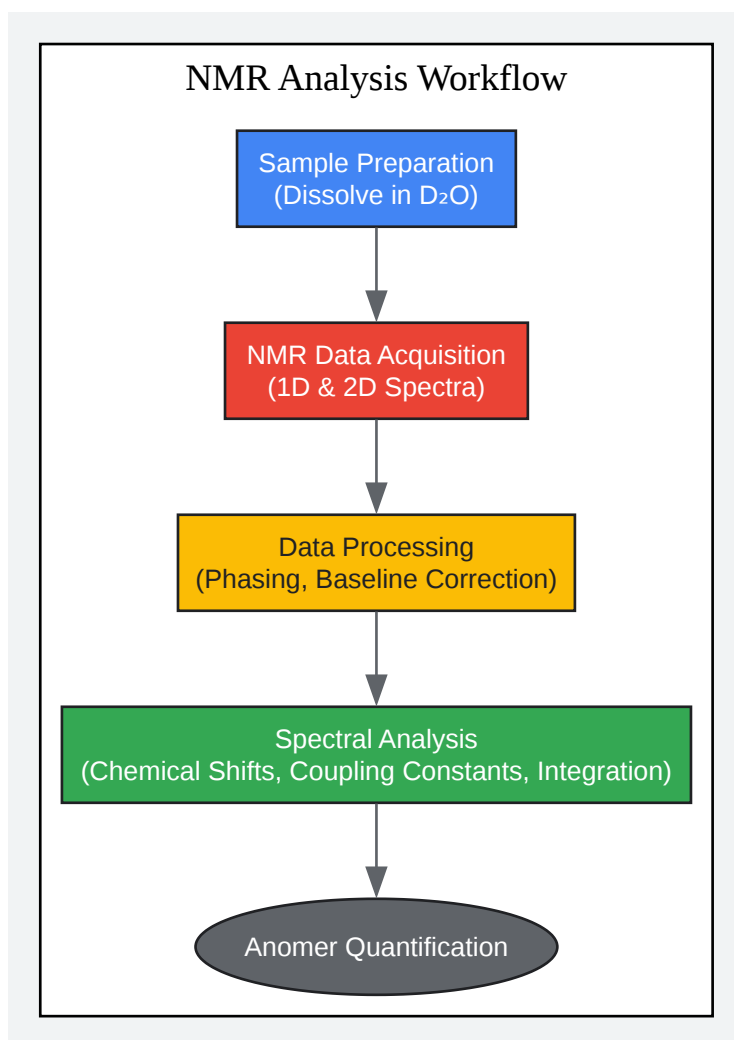 NMR Analysis Workflow
Sample Preparation
(Dissolve in D₂O)
NMR Data Acquisition
(1D & 2D Spectra)
Data Processing
(Phasing, Baseline Correction)
Spectral Analysis
(Chemical Shifts, Coupling Constants, Integration)
Anomer Quantification